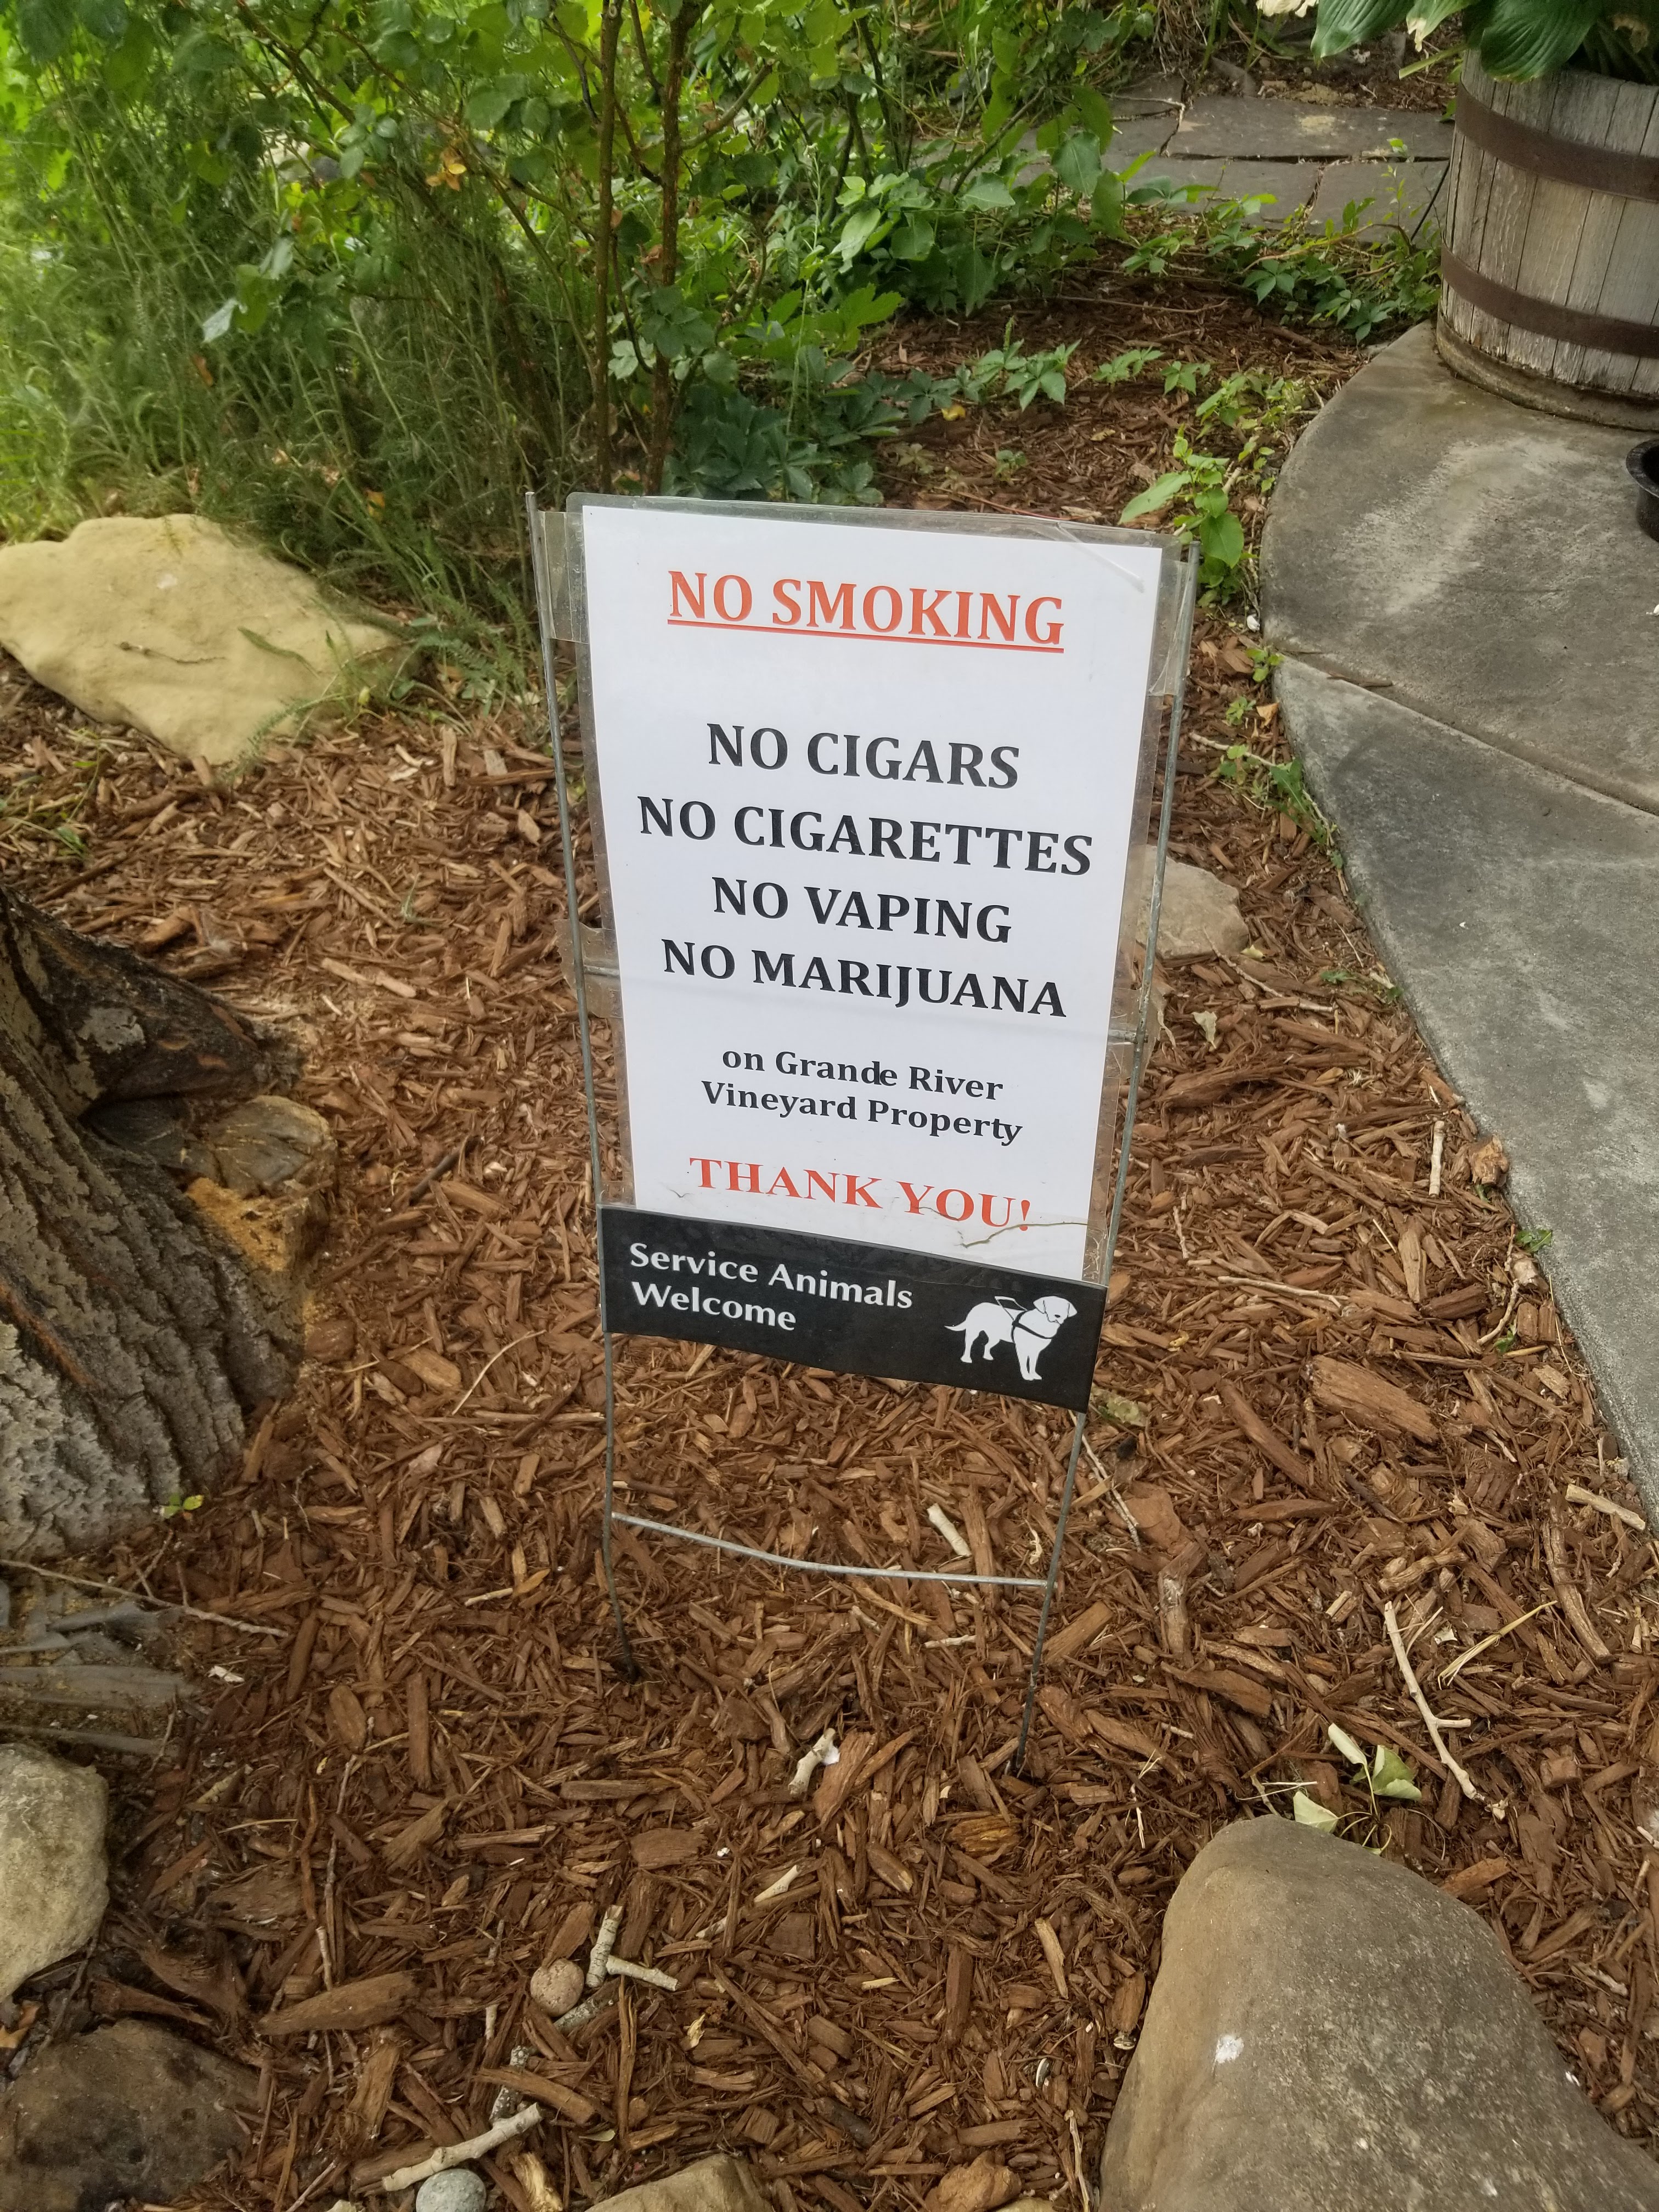 NO SMOKING
NO CIGARS
NO CIGARETTES
NO VAPING
NO MARIJUANA
on Grande River
Vineyard Property
THANK YOU!
Service Animals
Welcome